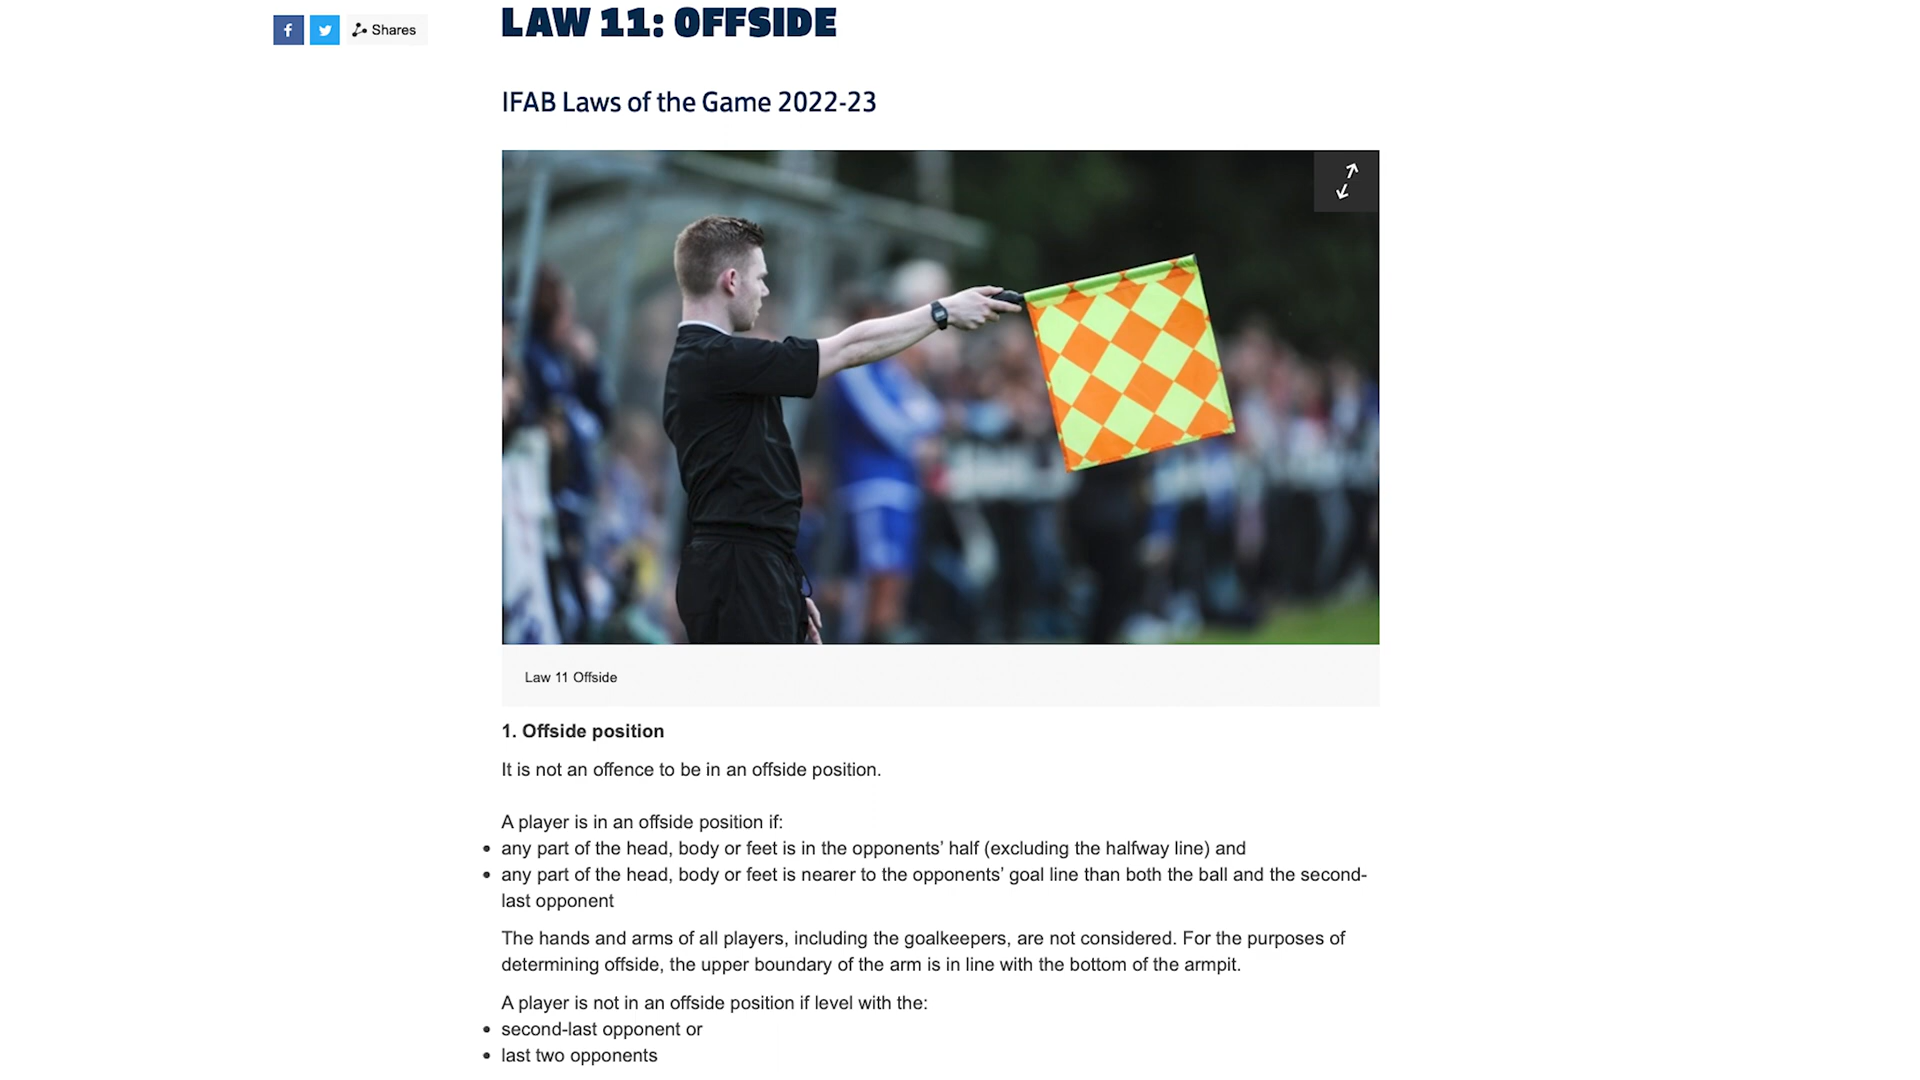 f
Shares
LAW 11: OFFSIDE
IFAB Laws of the Game 2022-23
Law 11 Offside
1. Offside position
It is not an offence to be in an offside position.
A player is in an offside position if:
• any part of the head, body or feet is in the opponents’ half (excluding the halfway line) and
• any part of the head, body or feet is nearer to the opponents’ goal line than both the ball and the second-
last opponent
The hands and arms of all players, including the goalkeepers, are not considered. For the purposes of
determining offside, the upper boundary of the arm is in line with the bottom of the armpit.
A player is not in an offside position if level with the:
• second-last opponent or
• last two opponents